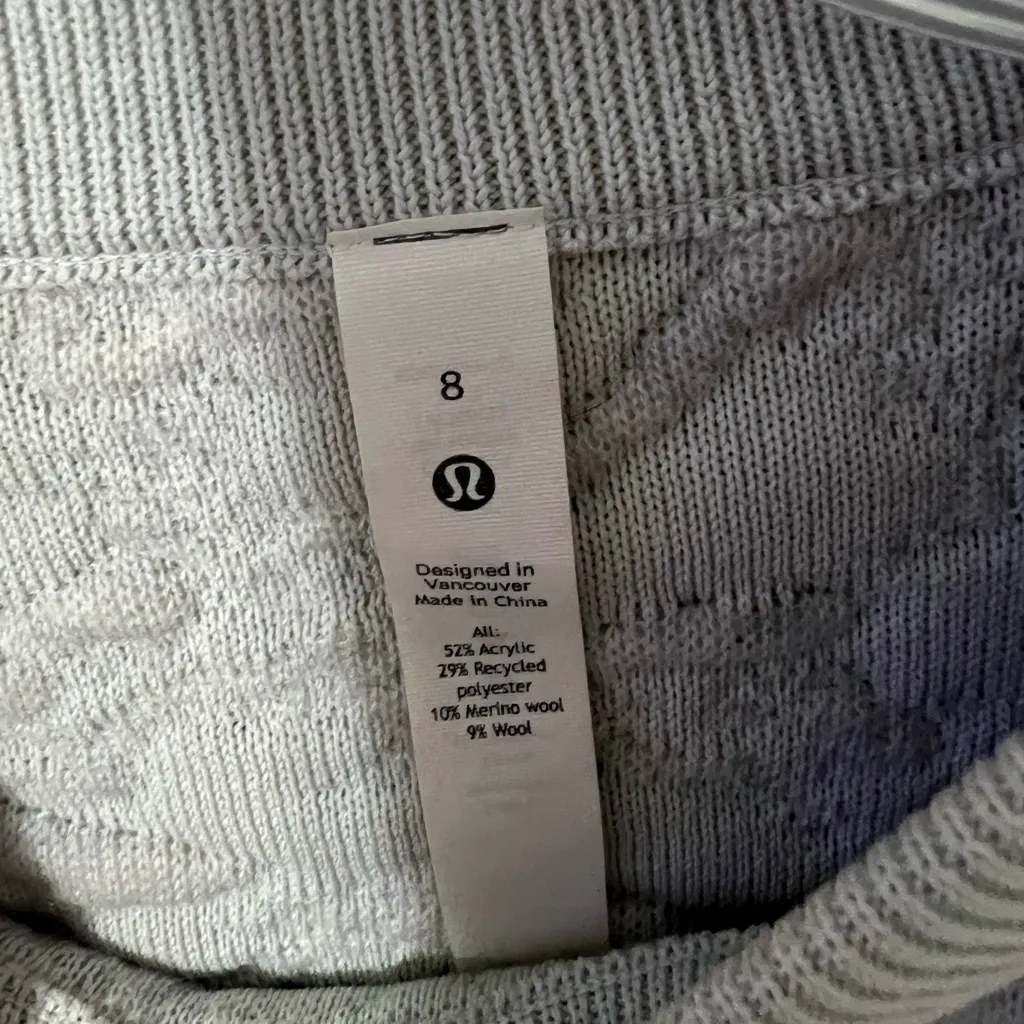 8
Designed in
Vancouver
Made in China
All:
52% Acrylic
29% Recycled
polyester
10% Merino wool
9% Wool